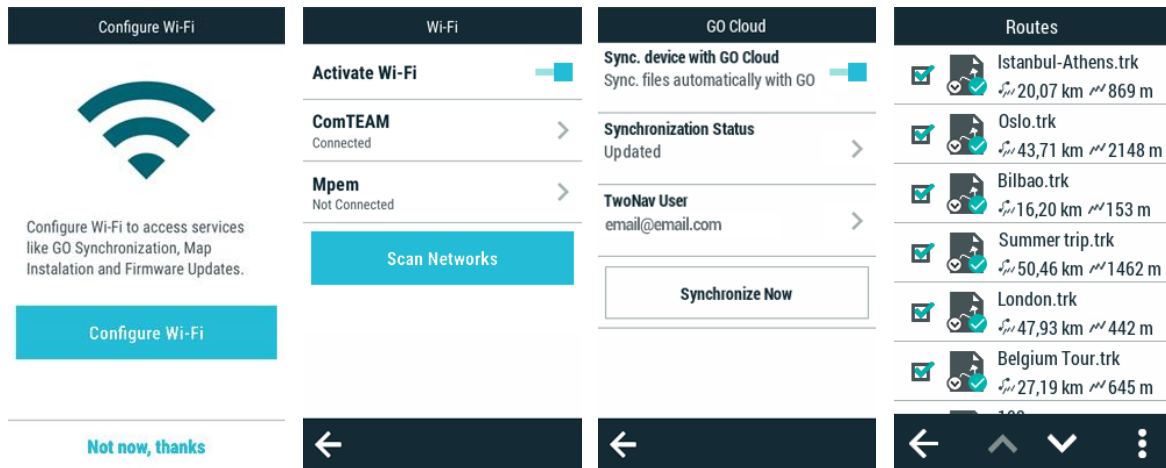 Configure Wi-Fi
Configure Wi-Fi to access services
like GO Synchronization, Map
Instalation and Firmware Updates.
Configure Wi-Fi
Not now, thanks
Wi-Fi
Activate Wi-Fi
ComTEAM
Connected
Mpem
Not Connected
Scan Networks
GO Cloud
Sync. device with GO Cloud
Sync. files automatically with GO
Synchronization Status
Updated
TwoNav User
email@email.com
Synchronize Now
Routes
Istanbul-Athens.trk
20,07 km 869 m
Oslo.trk
43,71 km 2148 m
Bilbao.trk
16,20 km 153 m
Summer trip.trk
50,46 km 1462 m
London.trk
47,93 km 442 m
Belgium Tour.trk
27,19 km 645 m